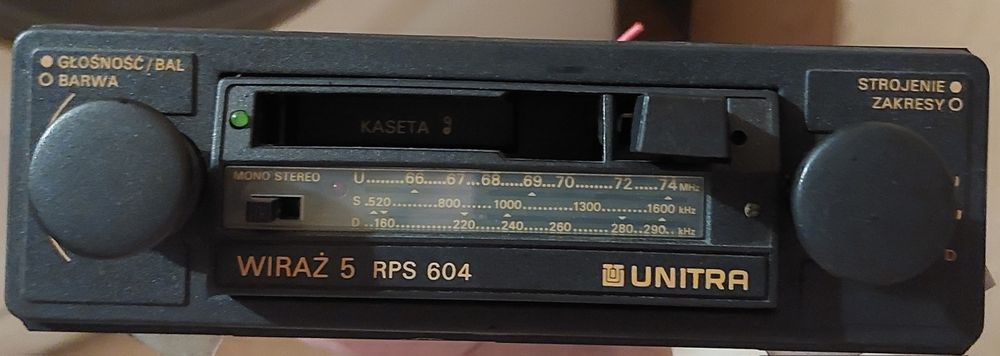 GŁOŚNOŚĆ/BAL
BARWA
STROJENIE
ZAKRESY
KASETA
MONO STEREO
U........66.....67...68......69...70........72......74 MHz
S .520............800......1000............1300............1600 kHz
D ..160...............220.......240.......260...........280..290... kHz
WIRAŻ 5 RPS 604
UNITRA
D